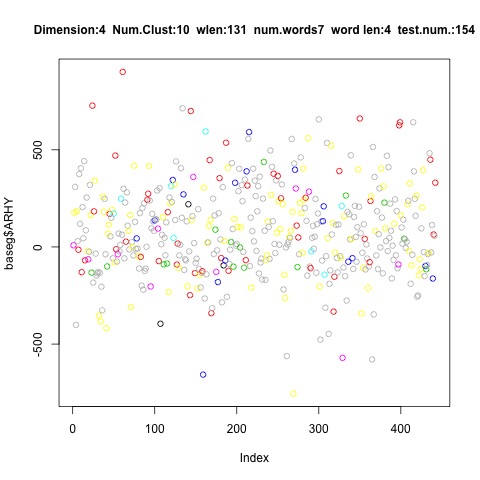 Dimension:4  Num.Clust:10  wlen:131  num.words7  word len:4  test.num.:154
baseg$ARHY
500
0
-500
0 100 200 300 400
Index